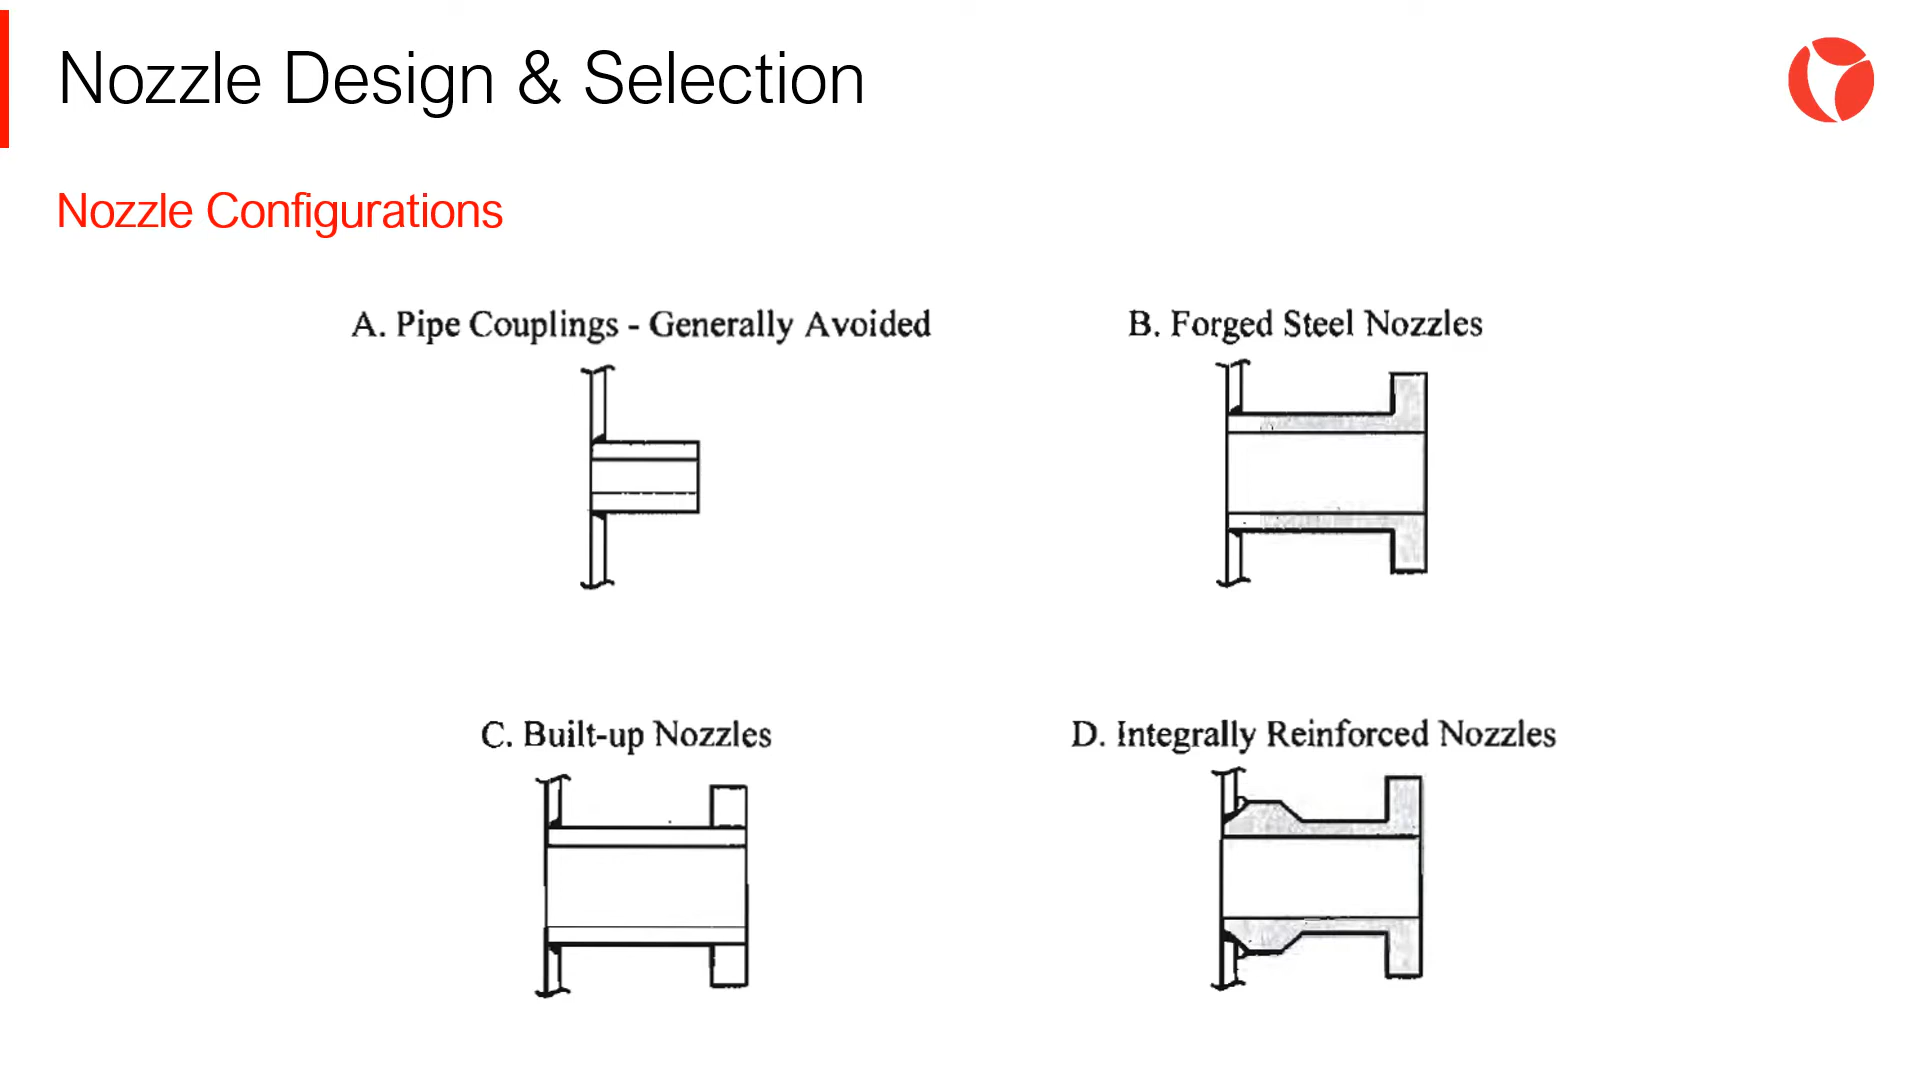 Nozzle Design & Selection
Nozzle Configurations
A. Pipe Couplings - Generally Avoided
B. Forged Steel Nozzles
C. Built-up Nozzles
D. Integrally Reinforced Nozzles